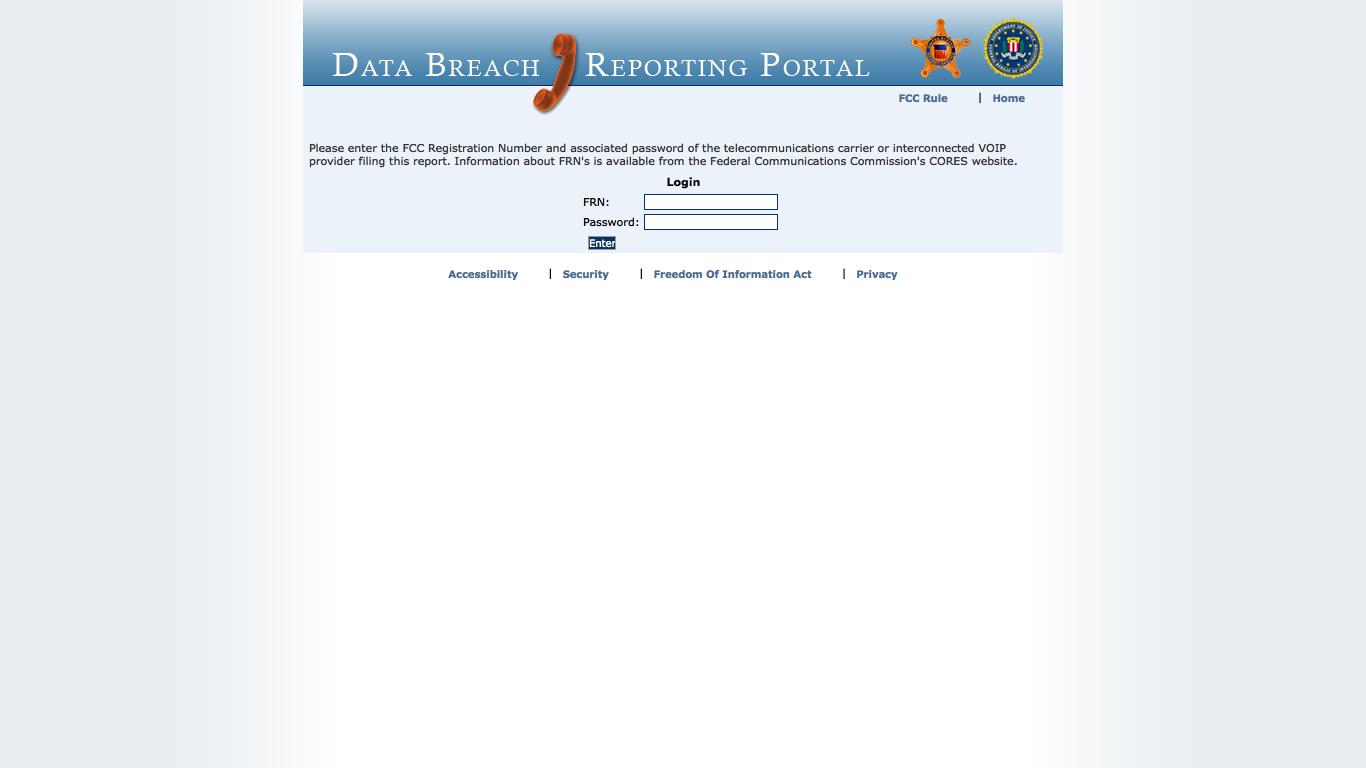 Data Breach Reporting Portal
FCC Rule | Home
Please enter the FCC Registration Number and associated password of the telecommunications carrier or interconnected VOIP
provider filing this report. Information about FRN's is available from the Federal Communications Commission's CORES website.
Login
FRN:
Password:
Enter
Accessibility | Security | Freedom Of Information Act | Privacy